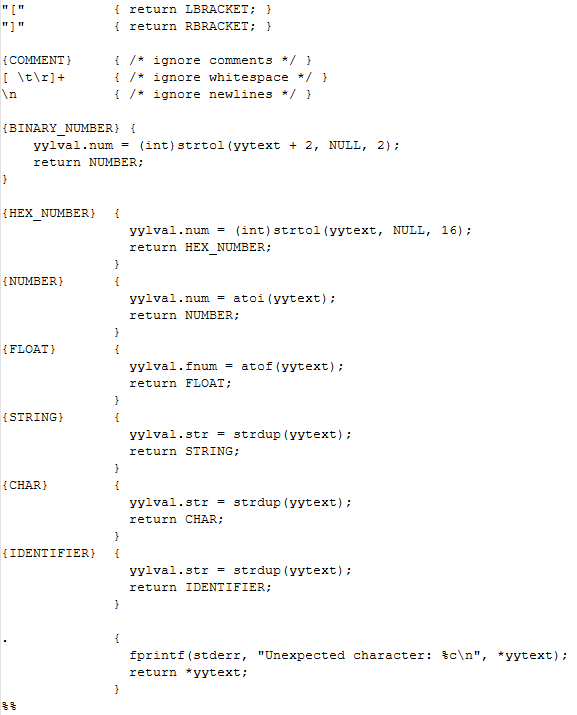 "["            { return LBRACKET; }
"]"            { return RBRACKET; }
{COMMENT}      { /* ignore comments */ }
[ \t\r]+       { /* ignore whitespace */ }
\n             { /* ignore newlines */ }
{BINARY_NUMBER} {
    yylval.num = (int)strtol(yytext + 2, NULL, 2);
    return NUMBER;
}
{HEX_NUMBER}   {
                yylval.num = (int)strtol(yytext, NULL, 16);
                return HEX_NUMBER;
               }
{NUMBER}       {
                yylval.num = atoi(yytext);
                return NUMBER;
               }
{FLOAT}        {
                yylval.fnum = atof(yytext);
                return FLOAT;
               }
{STRING}       {
                yylval.str = strdup(yytext);
                return STRING;
               }
{CHAR}         {
                yylval.str = strdup(yytext);
                return CHAR;
               }
{IDENTIFIER}   {
                yylval.str = strdup(yytext);
                return IDENTIFIER;
               }
.              {
                fprintf(stderr, "Unexpected character: %c\n", *yytext);
                return *yytext;
               }
%%